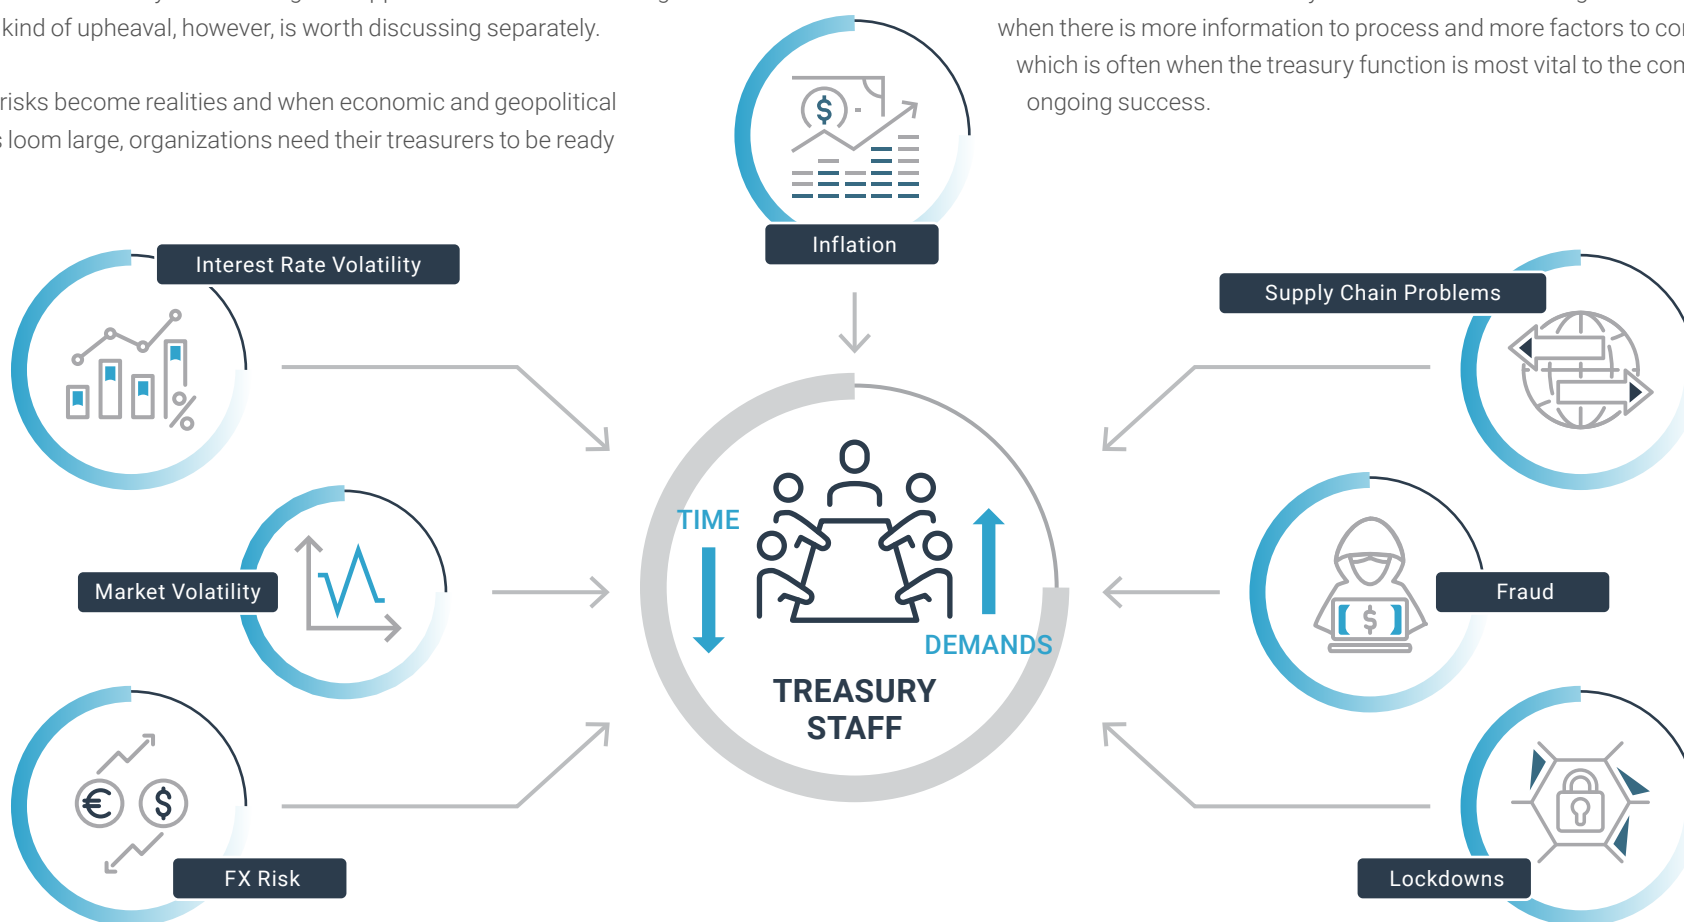 kind of upheaval, however, is worth discussing separately.
risks become realities and when economic and geopolitical
loom large, organizations need their treasurers to be ready
when there is more information to process and more factors to
which is often when the treasury function is most vital to the
ongoing success.
Inflation
Interest Rate Volatility
Supply Chain Problems
TIME
DEMANDS
TREASURY
STAFF
Market Volatility
Fraud
FX Risk
Lockdowns